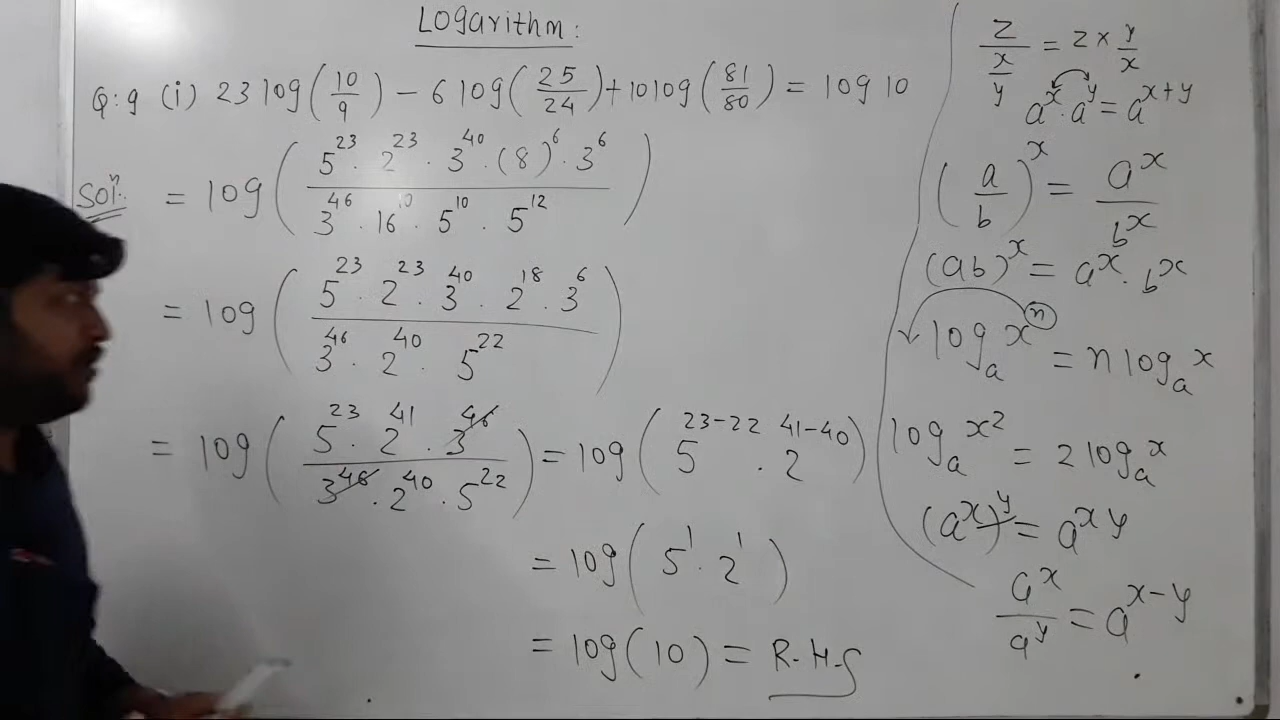 Logarithm:
Q:9 (i) 23 log(10/9) - 6 log(25/24) + 10 log(81/80) = log 10
Solⁿ: = log( (5^23 . 2^23 . 3^40 . (8)^6 . 3^6) / (3^46 . 16^10 . 5^10 . 5^12) )
= log( (5^23 . 2^23 . 3^40 . 2^18 . 3^6) / (3^46 . 2^40 5^22) )
= log( (5^23 . 2^41 . 3^46) / (3^46 . 2^40 . 5^22) ) = log( 5^(23-22) . 2^(41-40) )
= log( 5^1 . 2^1 )
= log(10) = R.H.S
z/(x/y) = z × y/x
a^x . a^y = a^(x+y)
(a/b)^x = a^x/b^x
(ab)^x = a^x . b^x
log_a x^n = n log_a x
log_a x^2 = 2 log_a x
(a^x)^y = a^xy
a^x/a^y = a^(x-y)